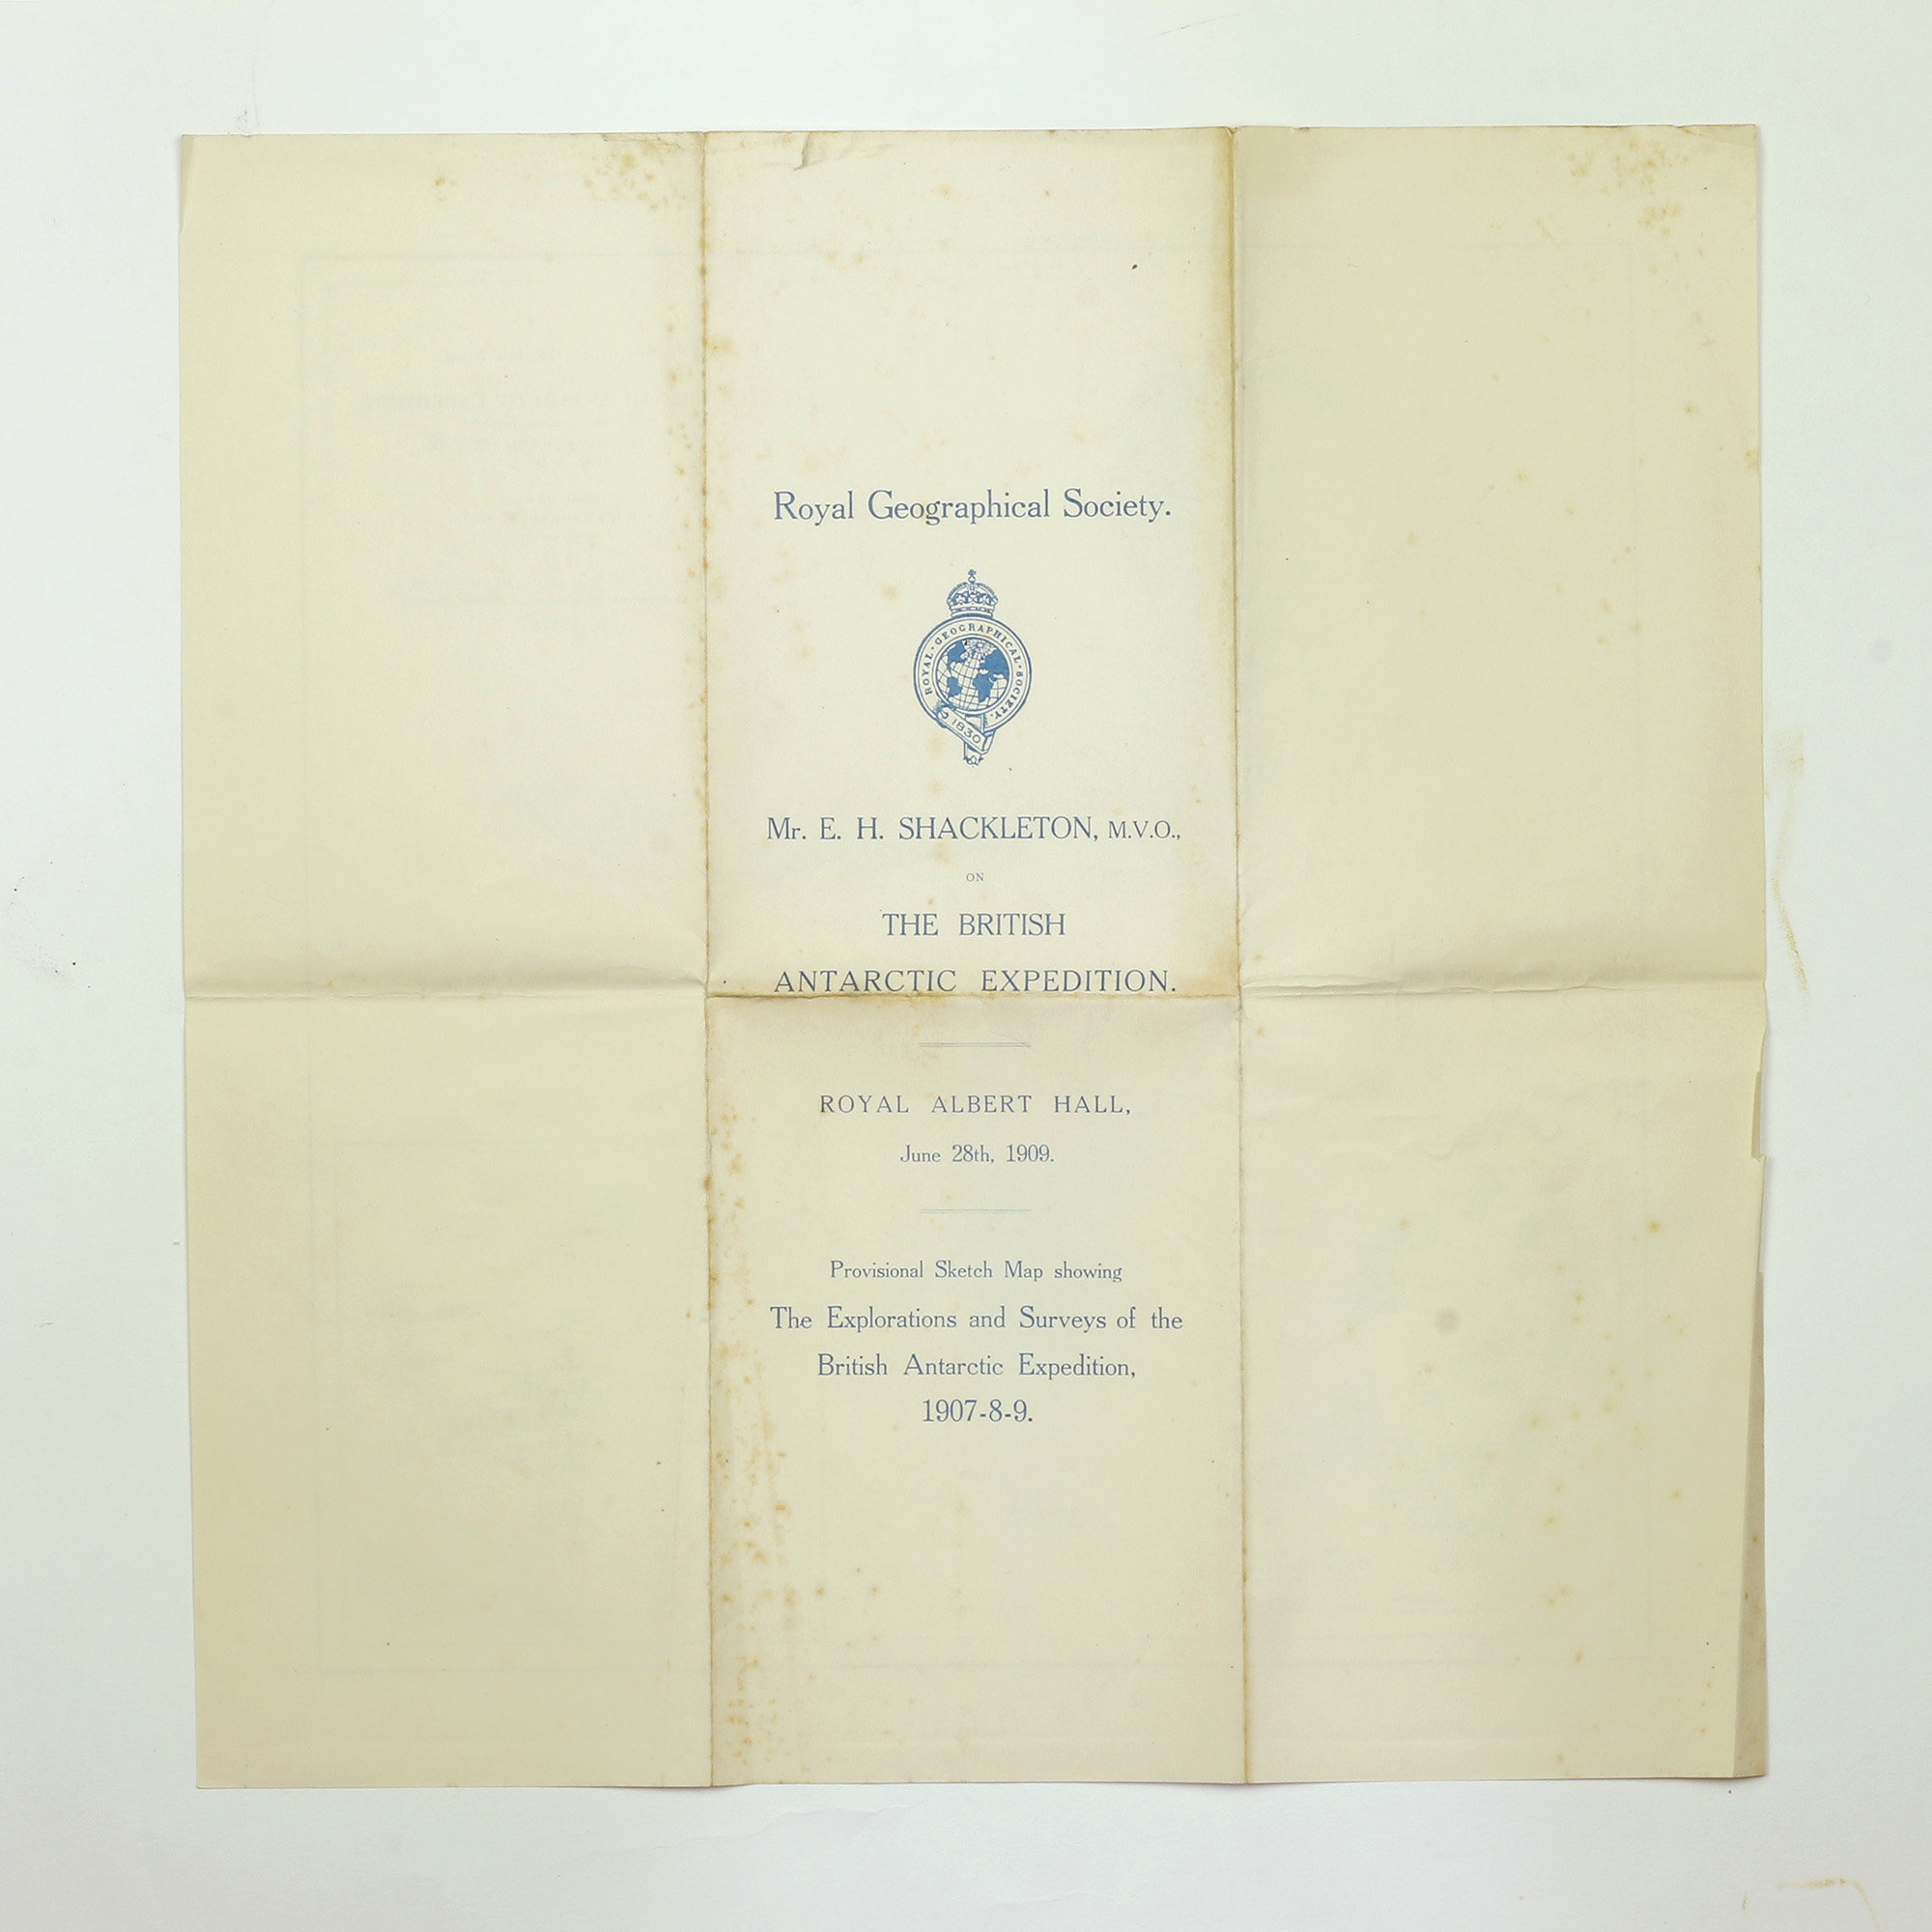 Royal Geographical Society.
ROYAL · GEOGRAPHICAL · SOCIETY.
1830
Mr. E. H. SHACKLETON, M.V.O.,
ON
THE BRITISH
ANTARCTIC EXPEDITION.
ROYAL ALBERT HALL,
June 28th, 1909.
Provisional Sketch Map showing
The Explorations and Surveys of the
British Antarctic Expedition,
1907-8-9.